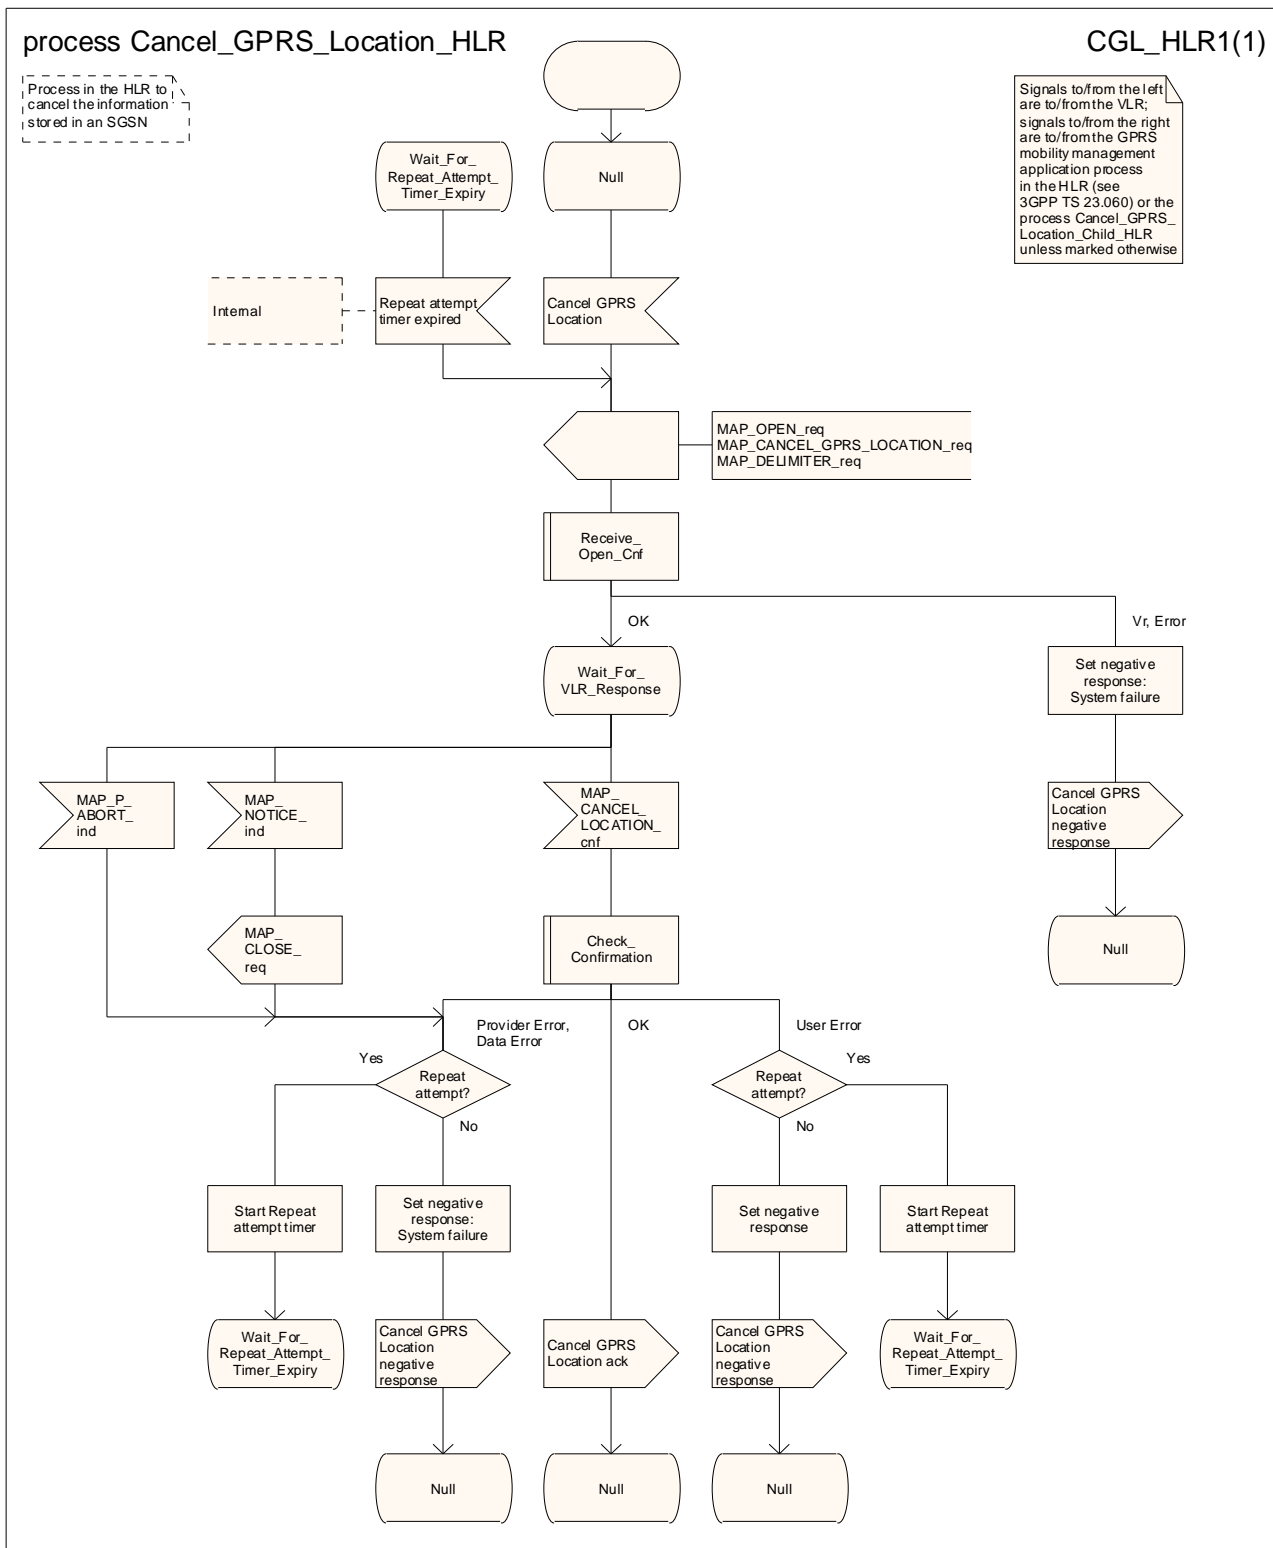 process Cancel_GPRS_Location_HLR
CGL_HLR1(1)
Process in the HLR to
cancel the information
stored in an SGSN
Signals to/from the left
are to/from the VLR;
signals to/from the right
are to/from the GPRS
mobility management
application process
in the HLR (see
3GPP TS 23.060) or the
process Cancel_GPRS_
Location_Child_HLR
unless marked otherwise
Wait_For_
Repeat_Attempt_
Timer_Expiry
Null
Internal
Repeat attempt
timer expired
Cancel GPRS
Location
MAP_OPEN_req
MAP_CANCEL_GPRS_LOCATION_req
MAP_DELIMITER_req
Receive_
Open_Cnf
OK
Vr, Error
Wait_For_
VLR_Response
Set negative
response:
System failure
MAP_P_
ABORT_
ind
MAP_
NOTICE_
ind
MAP_
CANCEL_
LOCATION_
cnf
Cancel GPRS
Location
negative
response
MAP_
CLOSE_
req
Check_
Confirmation
Null
Provider Error,
Data Error
OK
User Error
Yes
Repeat
attempt?
No
Yes
Repeat
attempt?
No
Start Repeat
attempt timer
Set negative
response:
System failure
Set negative
response
Start Repeat
attempt timer
Wait_For_
Repeat_Attempt_
Timer_Expiry
Cancel GPRS
Location
negative
response
Cancel GPRS
Location ack
Cancel GPRS
Location
negative
response
Wait_For_
Repeat_Attempt_
Timer_Expiry
Null
Null
Null